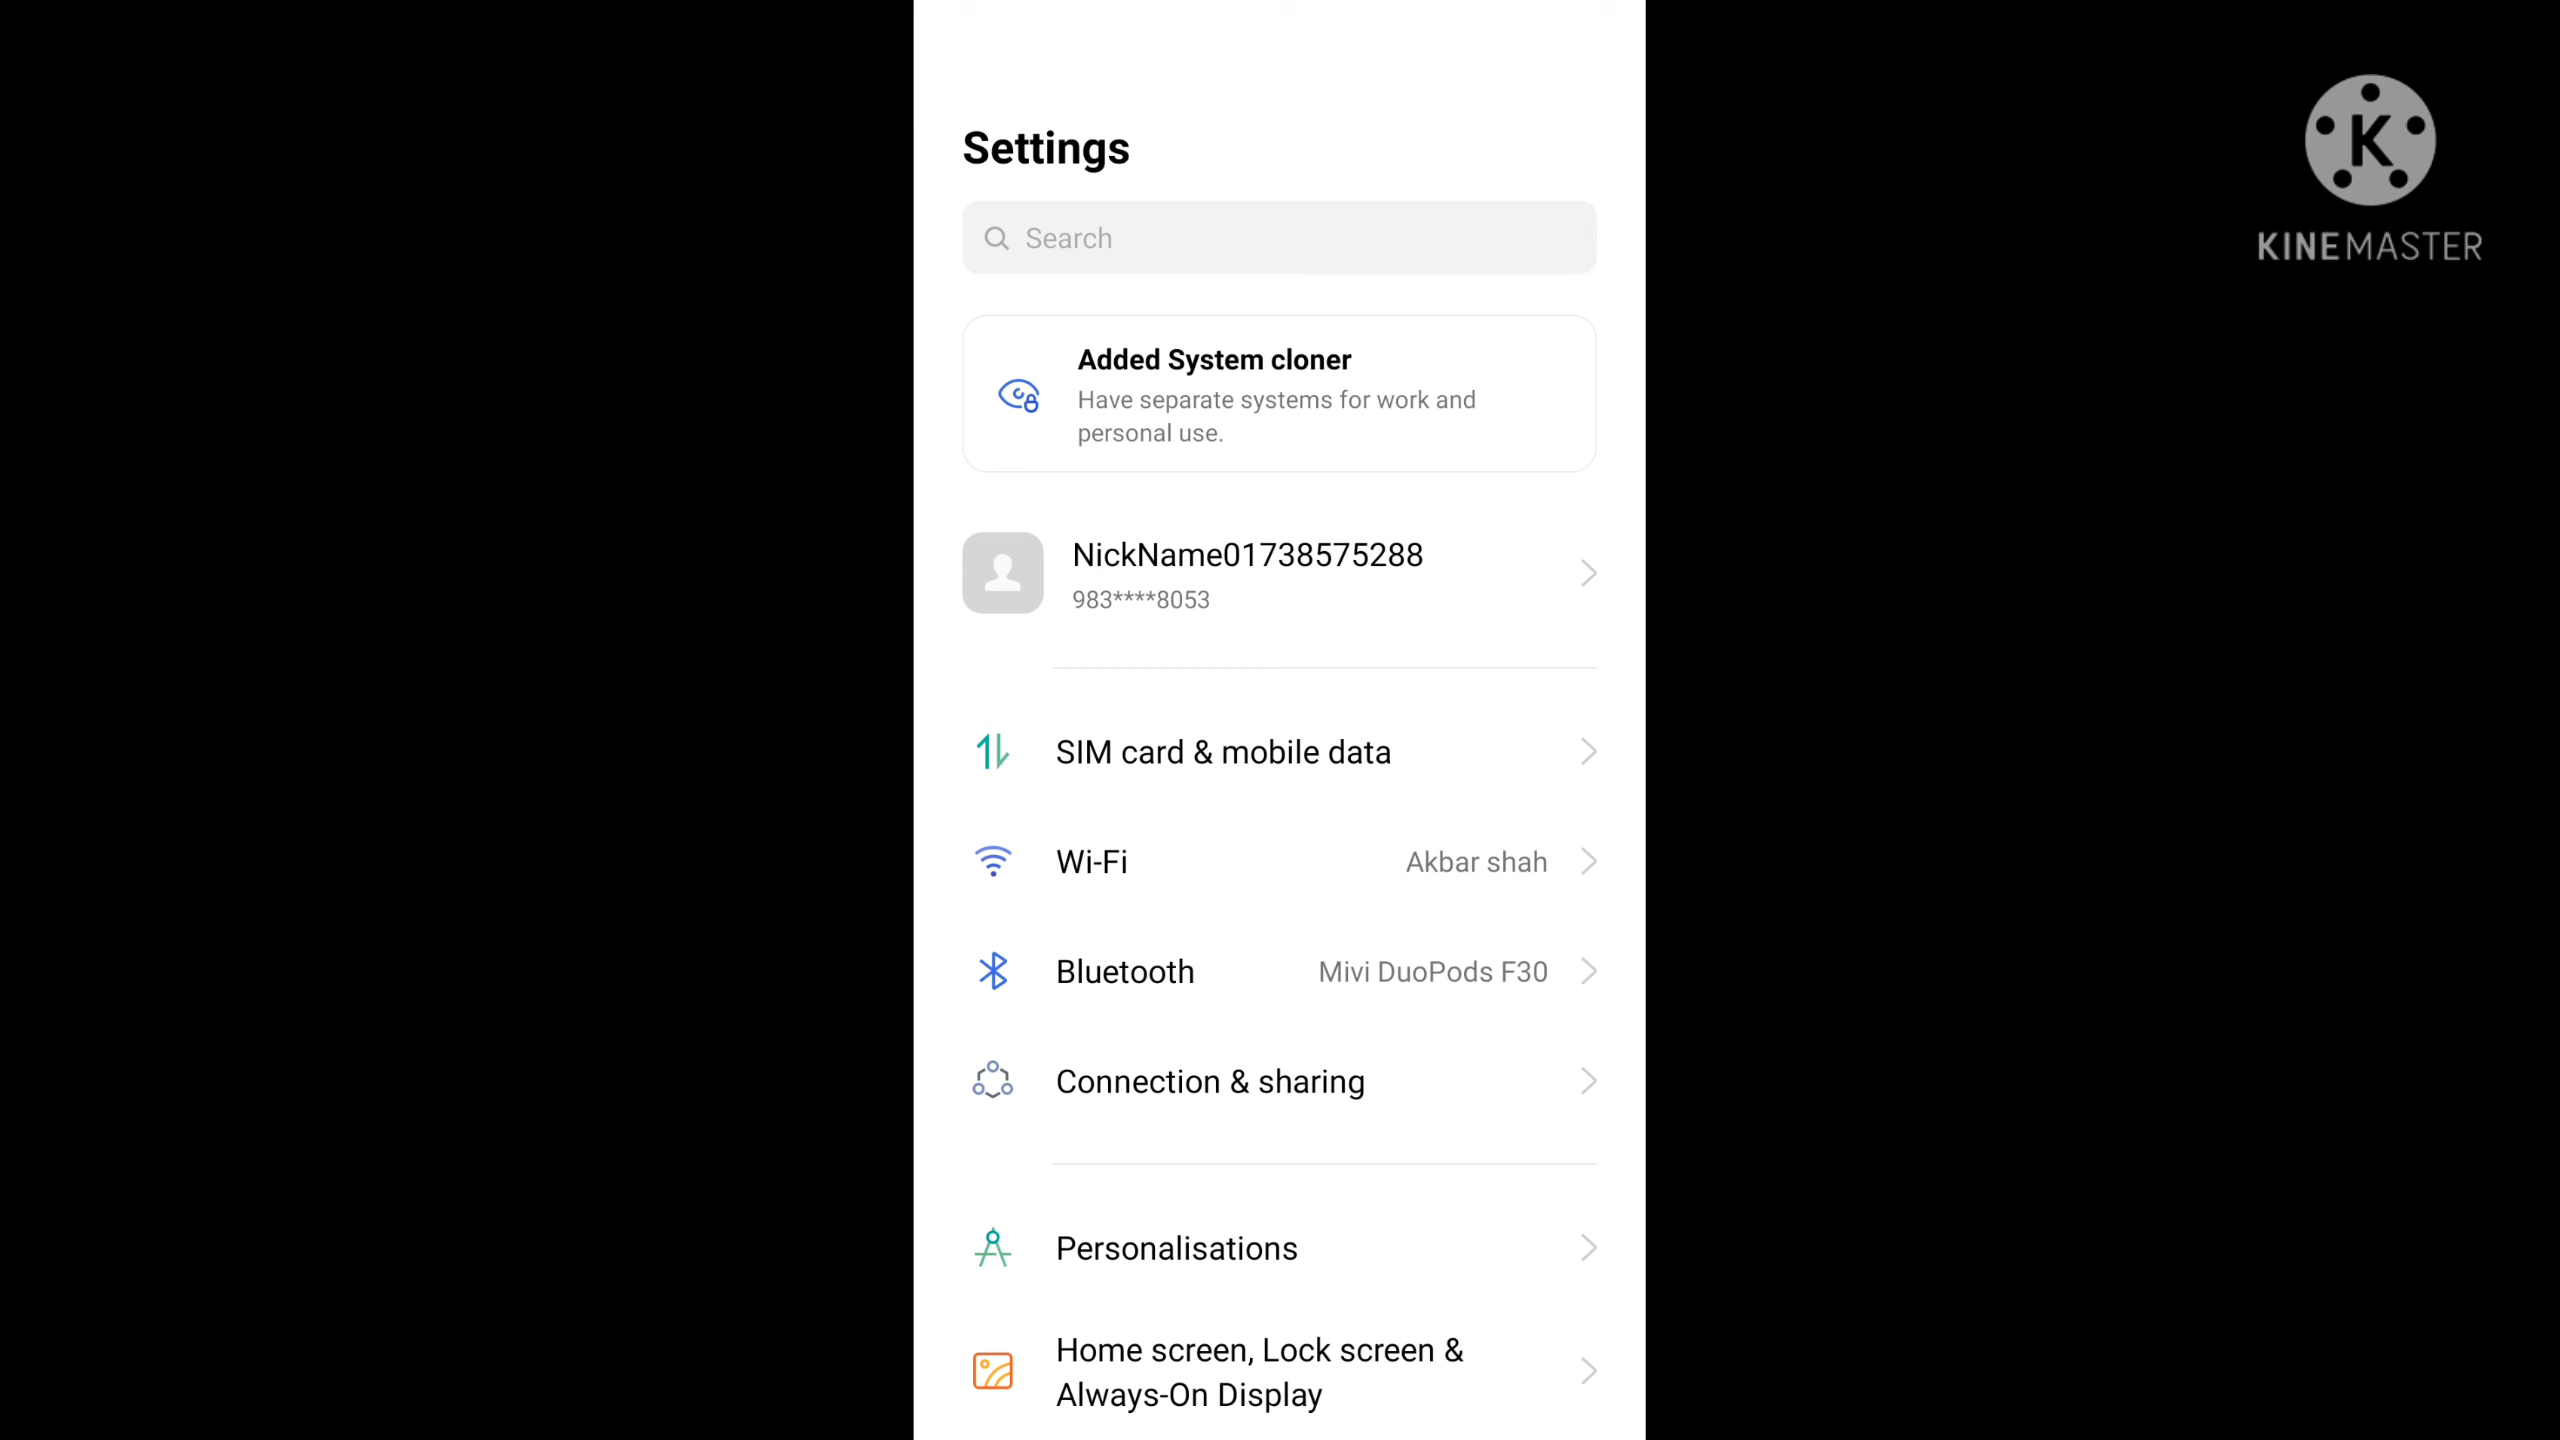 Settings
K
KINEMASTER
Search
Added System cloner
Have separate systems for work and
personal use.
NickName01738575288
983****8053
SIM card & mobile data
Wi-Fi
Akbar shah
Bluetooth
Mivi DuoPods F30
Connection & sharing
Personalisations
Home screen, Lock screen &
Always-On Display